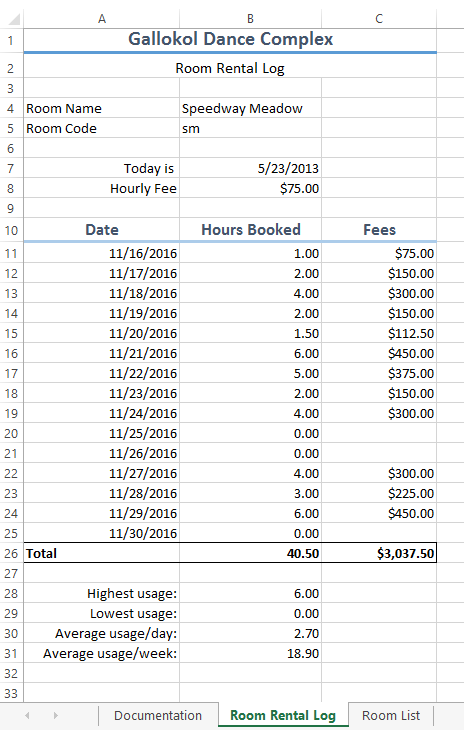 A B C
1 Gallokol Dance Complex
2 Room Rental Log
3
4 Room Name Speedway Meadow
5 Room Code sm
6
7 Today is 5/23/2013
8 Hourly Fee $75.00
9
10 Date Hours Booked Fees
11 11/16/2016 1.00 $75.00
12 11/17/2016 2.00 $150.00
13 11/18/2016 4.00 $300.00
14 11/19/2016 2.00 $150.00
15 11/20/2016 1.50 $112.50
16 11/21/2016 6.00 $450.00
17 11/22/2016 5.00 $375.00
18 11/23/2016 2.00 $150.00
19 11/24/2016 4.00 $300.00
20 11/25/2016 0.00
21 11/26/2016 0.00
22 11/27/2016 4.00 $300.00
23 11/28/2016 3.00 $225.00
24 11/29/2016 6.00 $450.00
25 11/30/2016 0.00
26 Total 40.50 $3,037.50
27
28 Highest usage: 6.00
29 Lowest usage: 0.00
30 Average usage/day: 2.70
31 Average usage/week: 18.90
32
33
Documentation Room Rental Log Room List